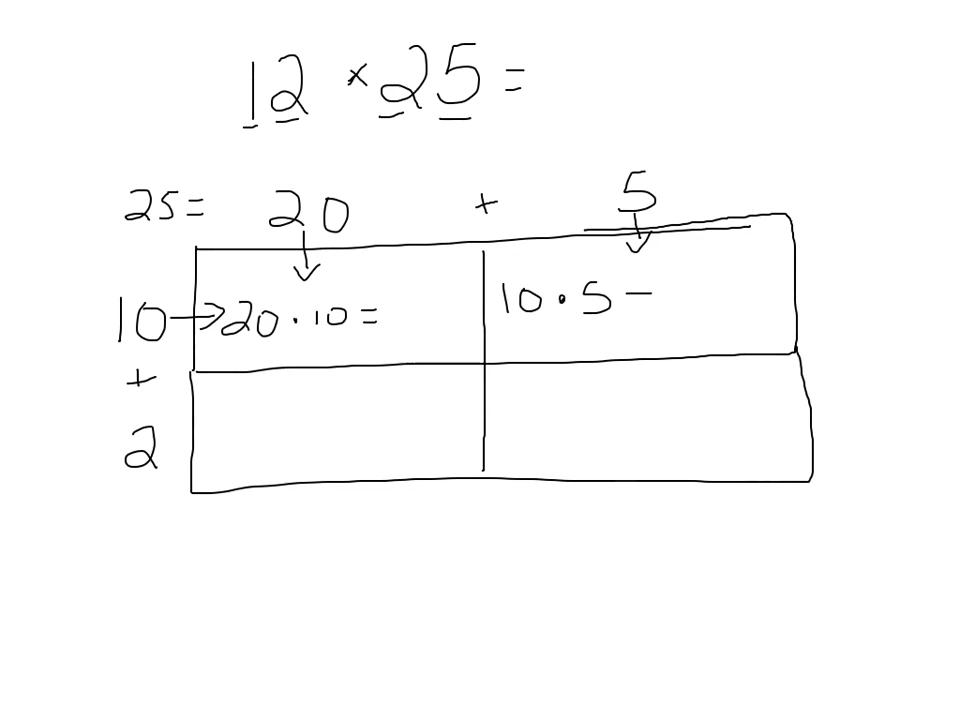 12 × 25 =
25 = 20 + 5
10 → 20 · 10 = 10 · 5 −
+
2